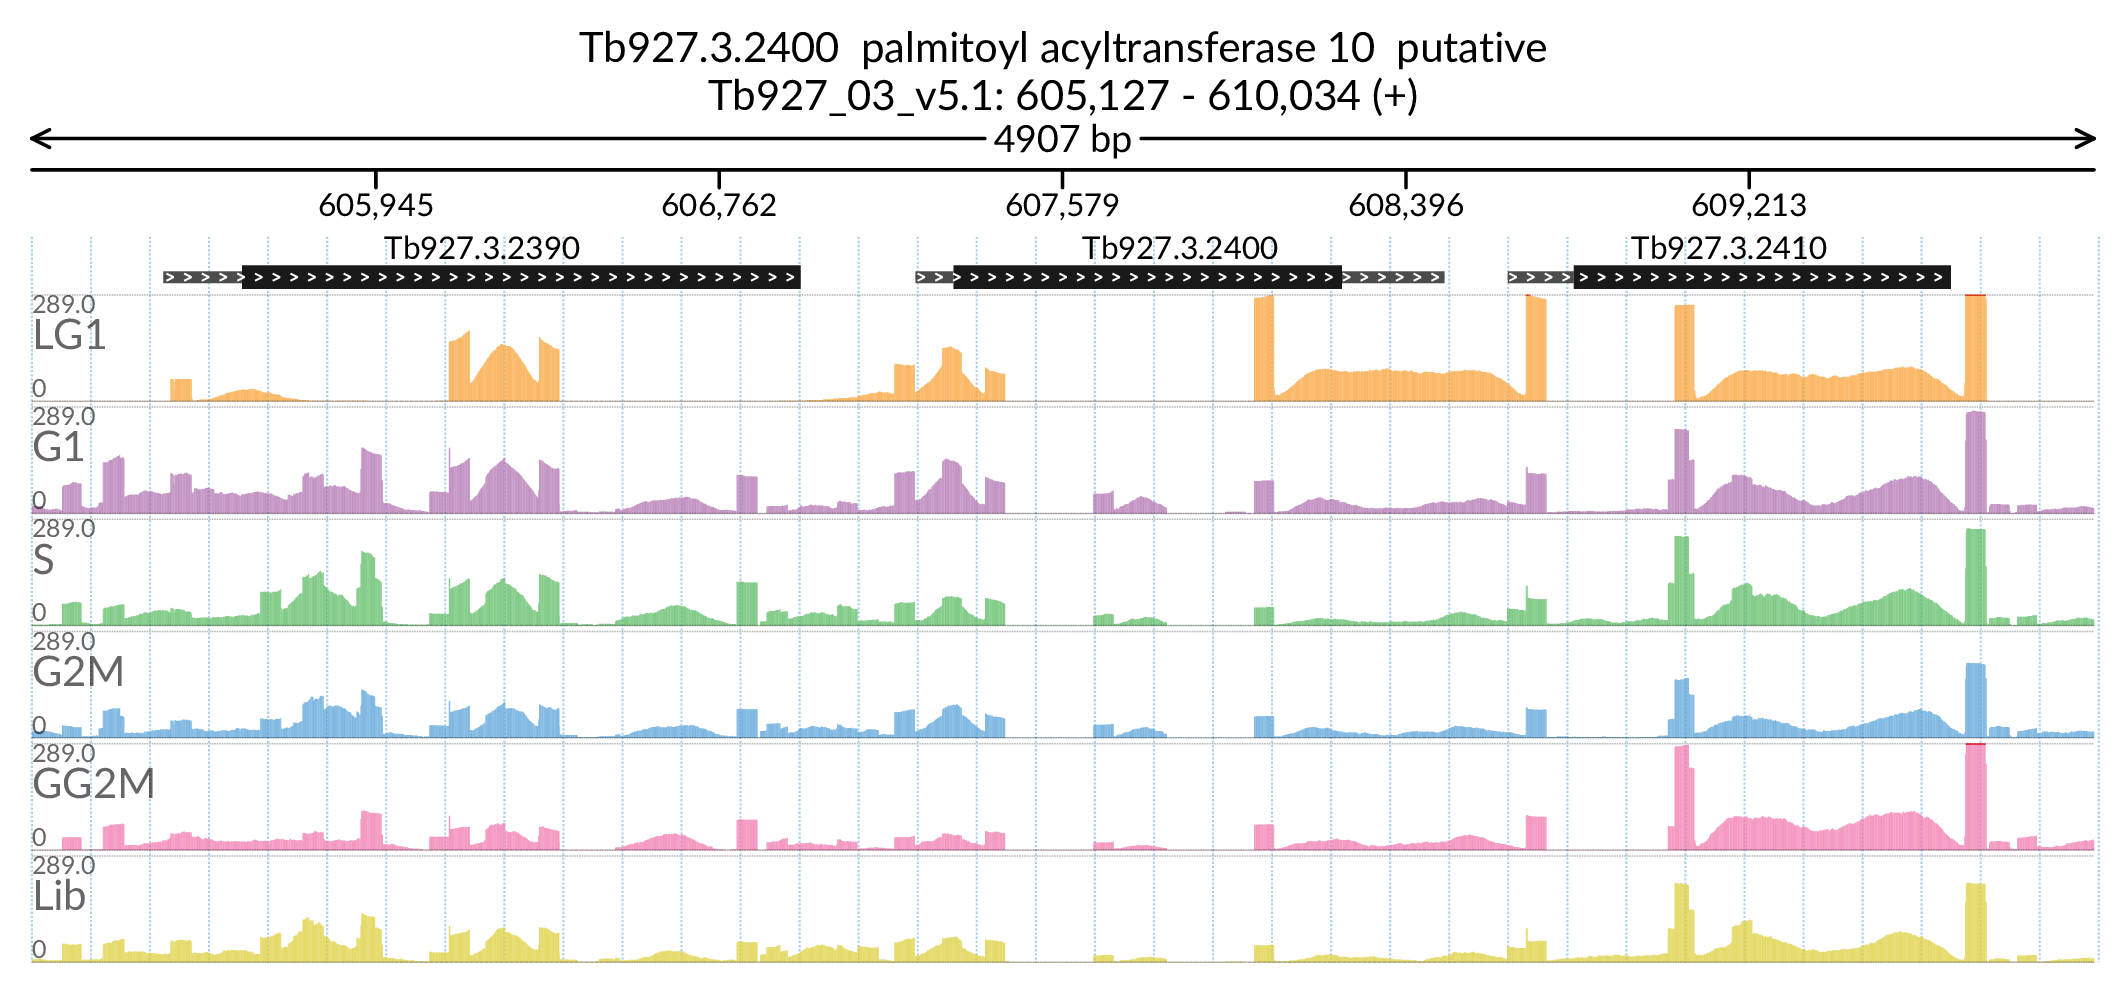 Tb927.3.2400 palmitoyl acyltransferase 10 putative
Tb927_03_v5.1: 605,127 - 610,034 (+)
4907 bp
605,945 606,762 607,579 608,396 609,213
Tb927.3.2390 Tb927.3.2400 Tb927.3.2410
289.0
LG1
0
289.0
G1
0
289.0
S
0
289.0
G2M
0
289.0
GG2M
0
289.0
Lib
0